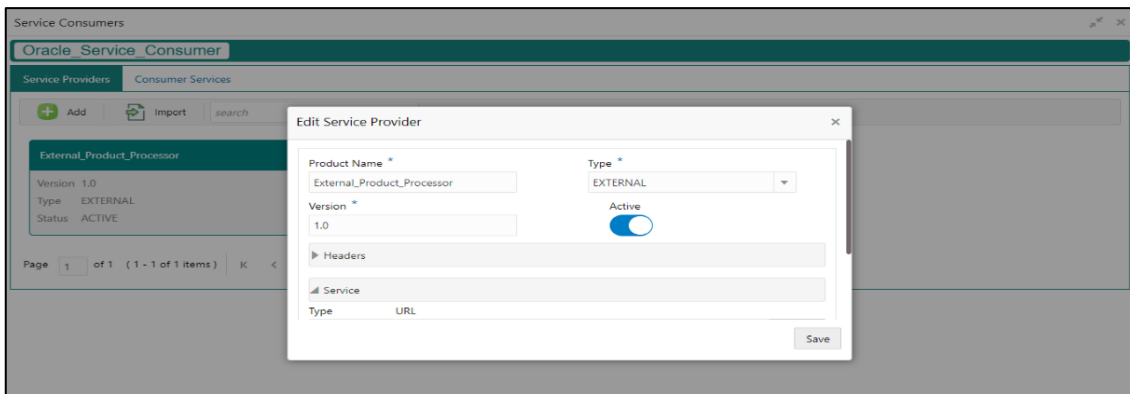 Service Consumers
Oracle_Service_Consumer
Service Providers Consumer Services
Add Import search
External_Product_Processor
Version 1.0
Type EXTERNAL
Status ACTIVE
Page 1 of 1 (1 - 1 of 1 items) K <
Edit Service Provider
Product Name * Type *
External_Product_Processor EXTERNAL
Version * Active
1.0
Headers
Service
Type URL
Save